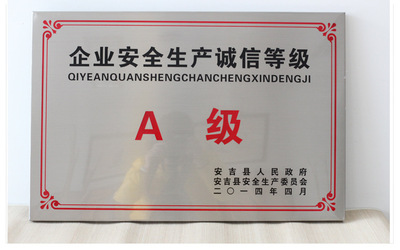 企业安全生产诚信等级
QIYEANQUANSHENGCHANCHENGXINDENGJI
A 级
安吉县人民政府
安吉县安全生产委员会
二〇一四年四月